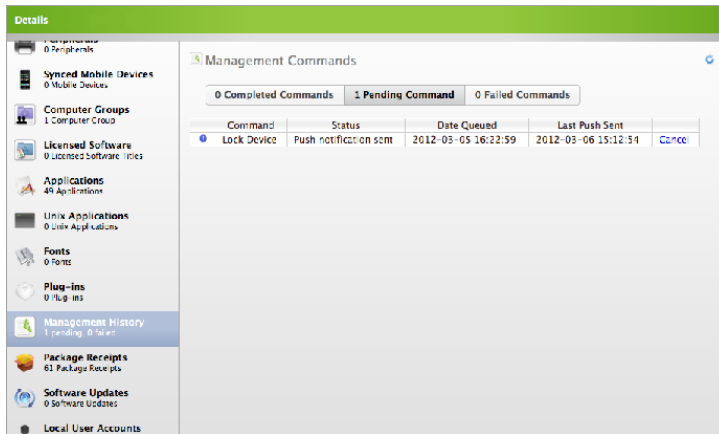 Details
Peripherals
0 Peripherals
Synced Mobile Devices
0 Mobile Devices
Computer Groups
1 Computer Group
Licensed Software
0 Licensed Software Titles
Applications
49 Applications
Unix Applications
0 Unix Applications
Fonts
0 Fonts
Plug-ins
0 Plug-ins
Management History
1 pending, 0 failed
Package Receipts
61 Package Receipts
Software Updates
0 Software Updates
Local User Accounts
Management Commands
0 Completed Commands 1 Pending Command 0 Failed Commands
Command Status Date Queued Last Push Sent
Lock Device Push notification sent 2012-03-05 16:22:59 2012-03-06 15:12:54 Cancel